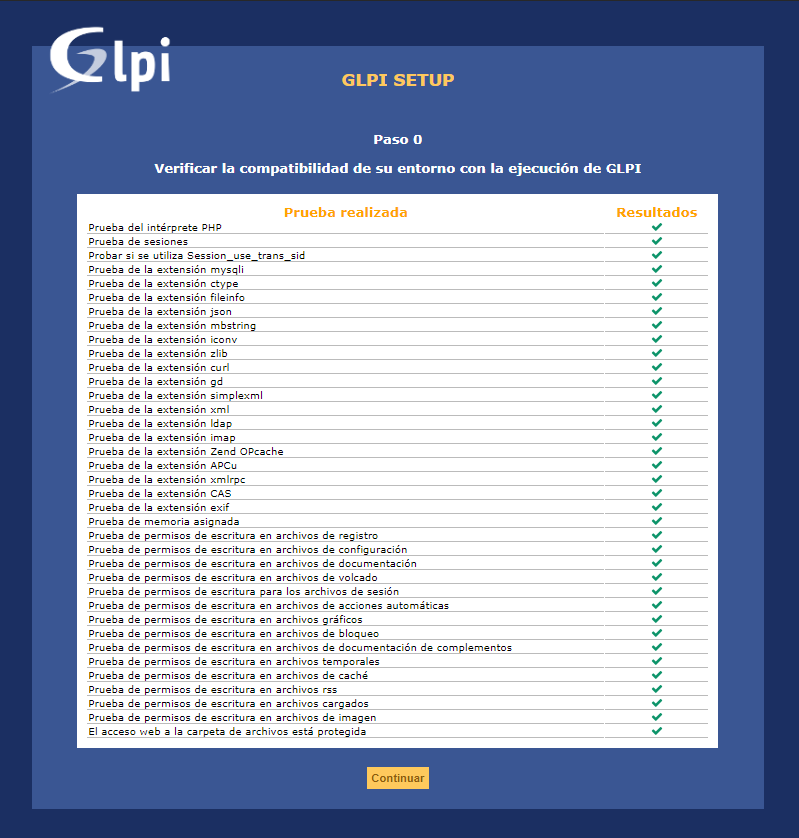 Glpi
GLPI SETUP
Paso 0
Verificar la compatibilidad de su entorno con la ejecución de GLPI
Prueba realizada Resultados
Prueba del intérprete PHP
Prueba de sesiones
Probar si se utiliza Session_use_trans_sid
Prueba de la extensión mysqli
Prueba de la extensión ctype
Prueba de la extensión fileinfo
Prueba de la extensión json
Prueba de la extensión mbstring
Prueba de la extensión iconv
Prueba de la extensión zlib
Prueba de la extensión curl
Prueba de la extensión gd
Prueba de la extensión simplexml
Prueba de la extensión xml
Prueba de la extensión ldap
Prueba de la extensión imap
Prueba de la extensión Zend OPcache
Prueba de la extensión APCu
Prueba de la extensión xmlrpc
Prueba de la extensión CAS
Prueba de la extensión exif
Prueba de memoria asignada
Prueba de permisos de escritura en archivos de registro
Prueba de permisos de escritura en archivos de configuración
Prueba de permisos de escritura en archivos de documentación
Prueba de permisos de escritura en archivos de volcado
Prueba de permisos de escritura para los archivos de sesión
Prueba de permisos de escritura en archivos de acciones automáticas
Prueba de permisos de escritura en archivos gráficos
Prueba de permisos de escritura en archivos de bloqueo
Prueba de permisos de escritura en archivos de documentación de complementos
Prueba de permisos de escritura en archivos temporales
Prueba de permisos de escritura en archivos de caché
Prueba de permisos de escritura en archivos rss
Prueba de permisos de escritura en archivos cargados
Prueba de permisos de escritura en archivos de imagen
El acceso web a la carpeta de archivos está protegida
Continuar